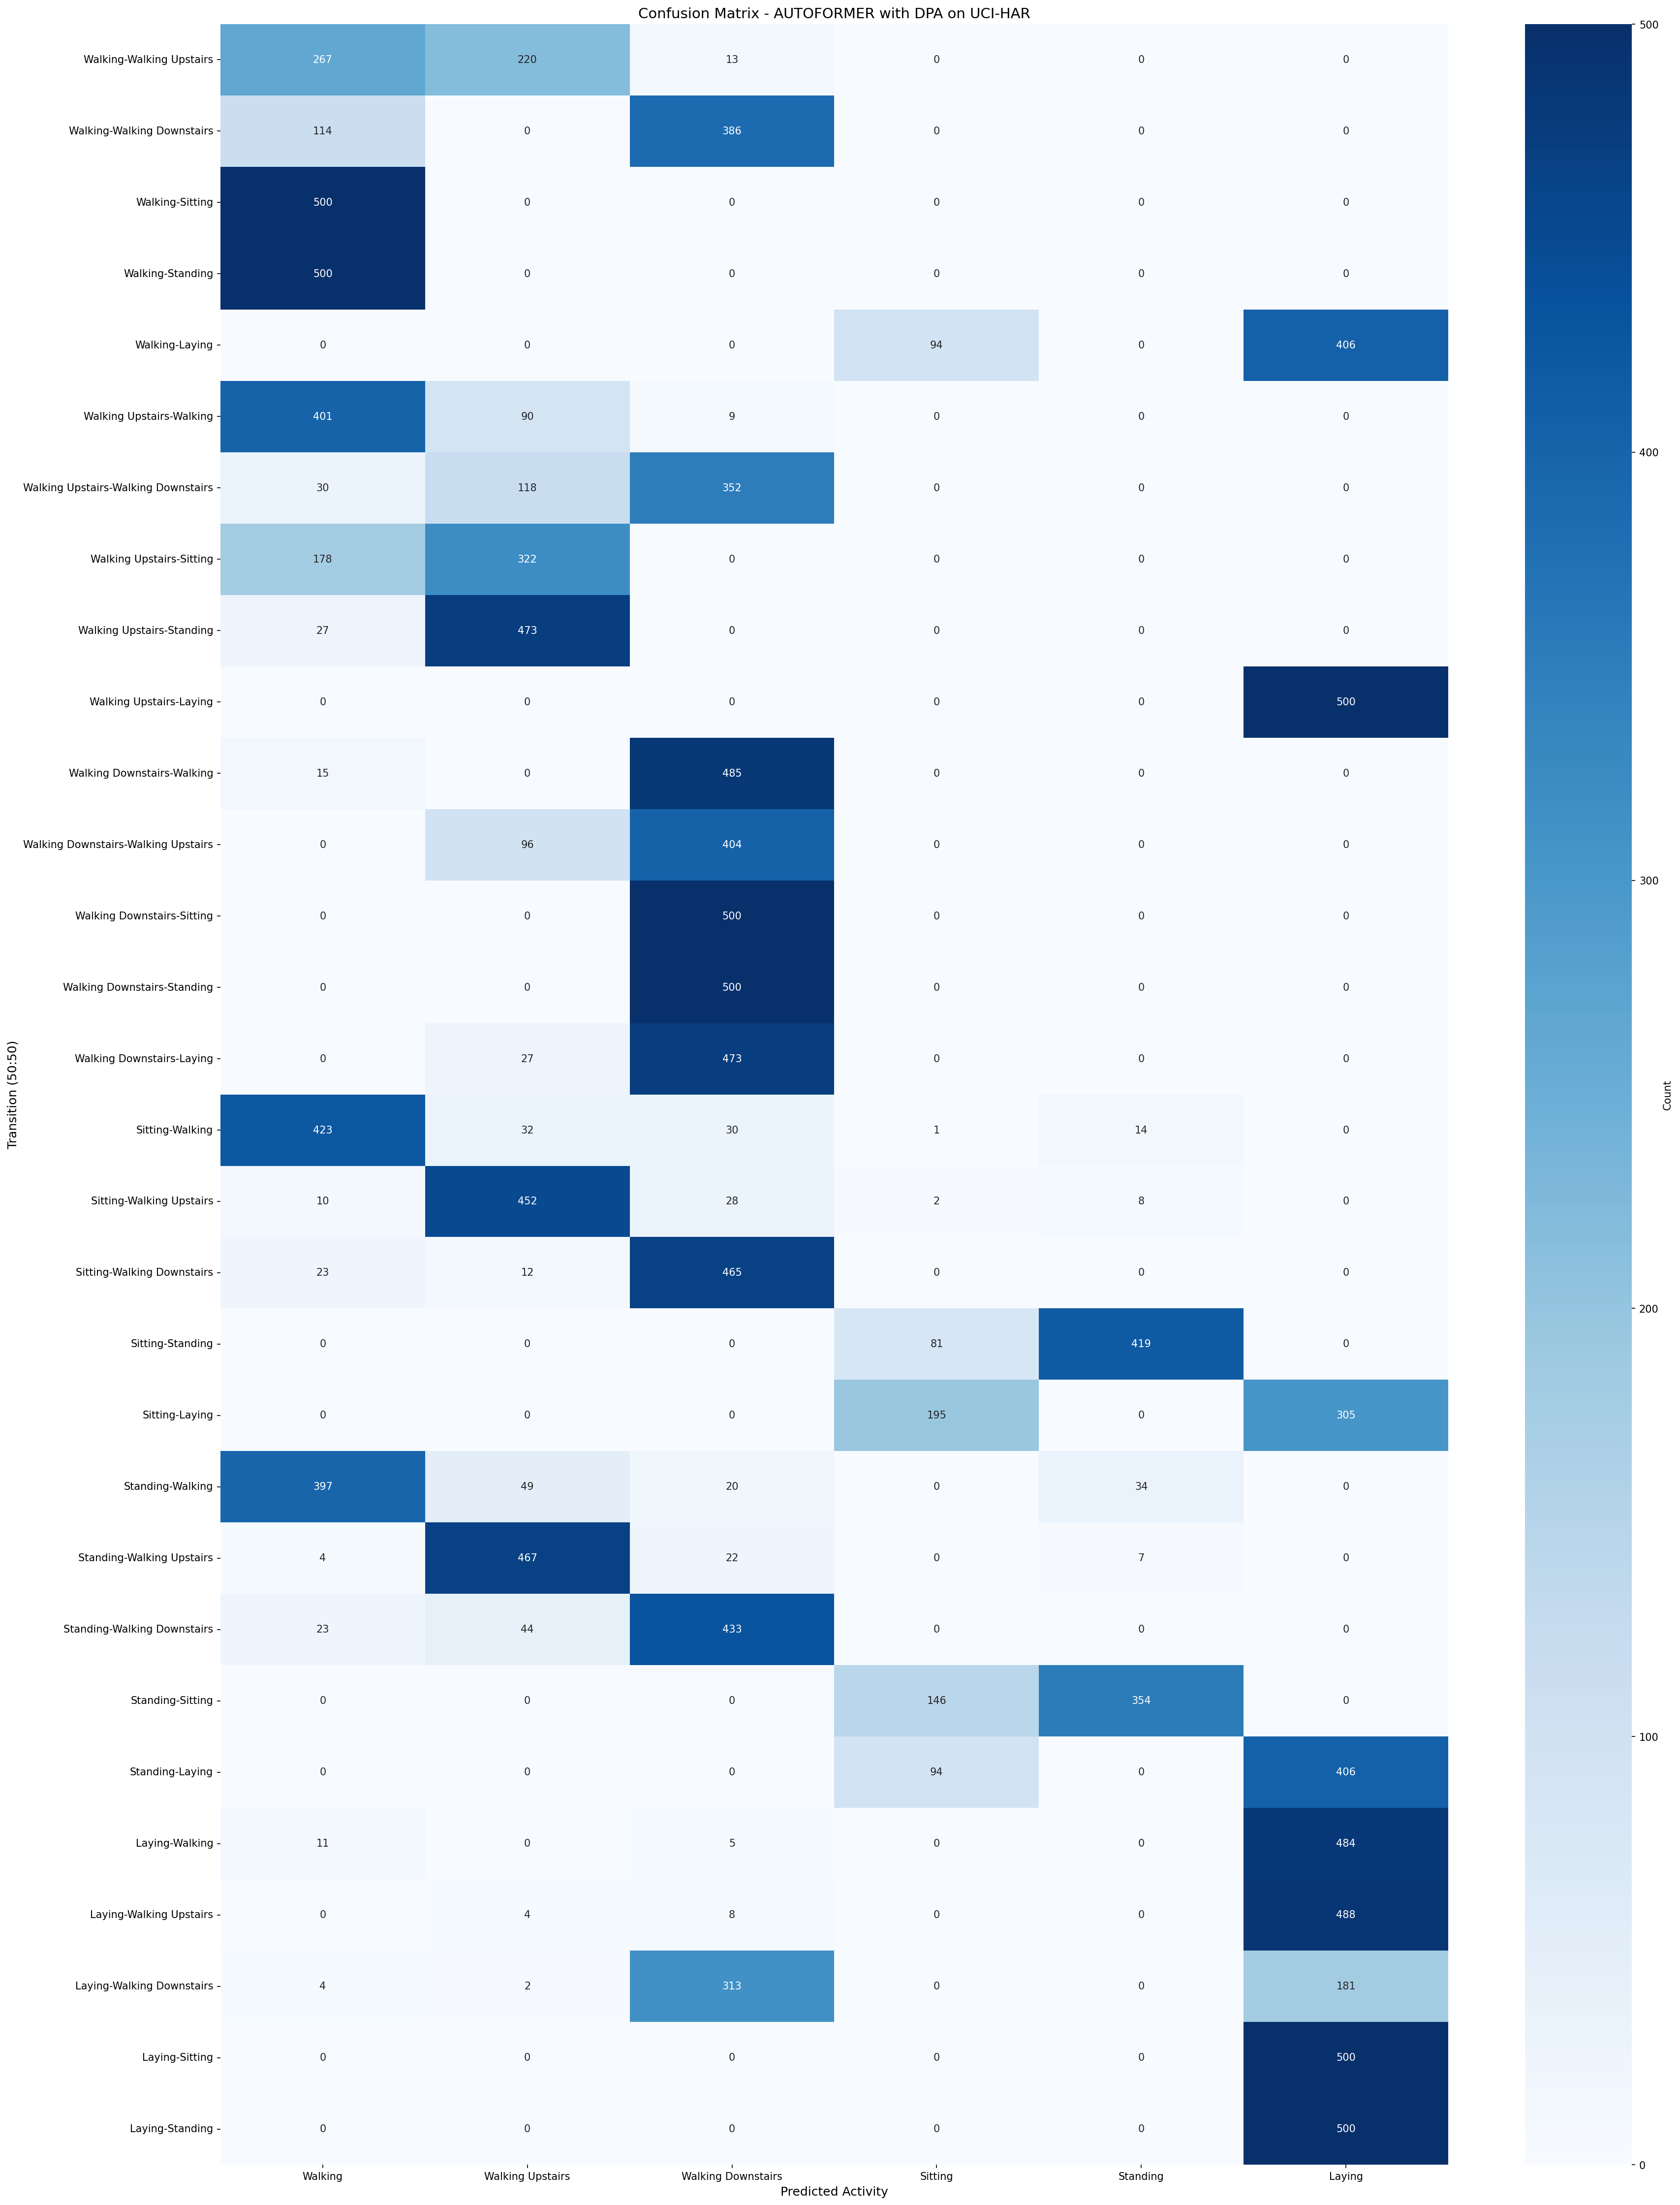 Confusion Matrix - AUTOFORMER with DPA on UCI-HAR
Transition (50:50)
Walking-Walking Upstairs 267 220 13 0 0 0
Walking-Walking Downstairs 114 0 386 0 0 0
Walking-Sitting 500 0 0 0 0 0
Walking-Standing 500 0 0 0 0 0
Walking-Laying 0 0 0 94 0 406
Walking Upstairs-Walking 401 90 9 0 0 0
Walking Upstairs-Walking Downstairs 30 118 352 0 0 0
Walking Upstairs-Sitting 178 322 0 0 0 0
Walking Upstairs-Standing 27 473 0 0 0 0
Walking Upstairs-Laying 0 0 0 0 0 500
Walking Downstairs-Walking 15 0 485 0 0 0
Walking Downstairs-Walking Upstairs 0 96 404 0 0 0
Walking Downstairs-Sitting 0 0 500 0 0 0
Walking Downstairs-Standing 0 0 500 0 0 0
Walking Downstairs-Laying 0 27 473 0 0 0
Sitting-Walking 423 32 30 1 14 0
Sitting-Walking Upstairs 10 452 28 2 8 0
Sitting-Walking Downstairs 23 12 465 0 0 0
Sitting-Standing 0 0 0 81 419 0
Sitting-Laying 0 0 0 195 0 305
Standing-Walking 397 49 20 0 34 0
Standing-Walking Upstairs 4 467 22 0 7 0
Standing-Walking Downstairs 23 44 433 0 0 0
Standing-Sitting 0 0 0 146 354 0
Standing-Laying 0 0 0 94 0 406
Laying-Walking 11 0 5 0 0 484
Laying-Walking Upstairs 0 4 8 0 0 488
Laying-Walking Downstairs 4 2 313 0 0 181
Laying-Sitting 0 0 0 0 0 500
Laying-Standing 0 0 0 0 0 500
Walking Walking Upstairs Walking Downstairs Sitting Standing Laying
Predicted Activity
500
400
300
200
100
0
Count